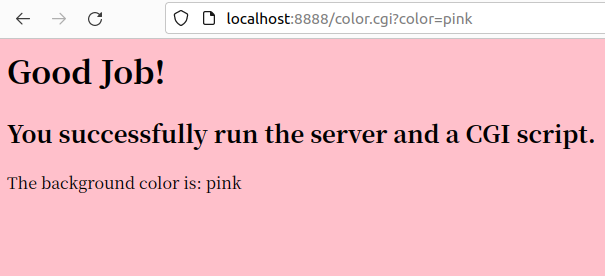 localhost:8888/color.cgi?color=pink
Good Job!
You successfully run the server and a CGI script.
The background color is: pink